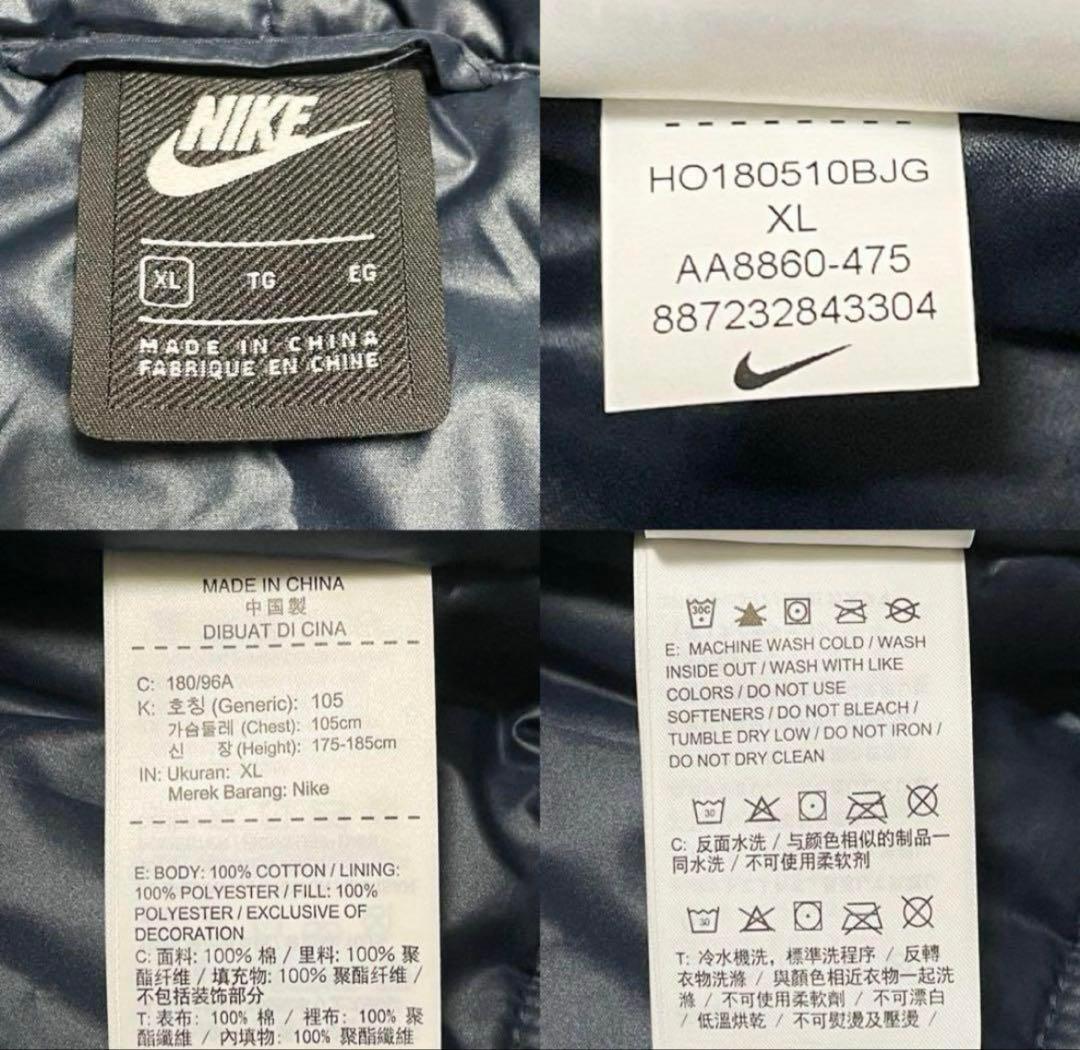 NIKE
XL TG EG
MADE IN CHINA
FABRIQUE EN CHINE
HO180510BJG
XL
AA8860-475
887232843304
MADE IN CHINA
中国製
DIBUAT DI CINA
C: 180/96A
K: 호칭 (Generic): 105
가슴둘레 (Chest): 105cm
신 장 (Height): 175-185cm
IN: Ukuran: XL
Merek Barang: Nike
E: BODY: 100% COTTON / LINING:
100% POLYESTER / FILL: 100%
POLYESTER / EXCLUSIVE OF
DECORATION
C: 面料: 100% 棉 / 里料: 100% 聚
酯纤维 / 填充物: 100% 聚酯纤维 /
不包括装饰部分
T: 表布: 100% 棉 / 裡布: 100% 聚
酯纖維 / 內填物: 100% 聚酯纖維
30C
E: MACHINE WASH COLD / WASH
INSIDE OUT / WASH WITH LIKE
COLORS / DO NOT USE
SOFTENERS / DO NOT BLEACH /
TUMBLE DRY LOW / DO NOT IRON /
DO NOT DRY CLEAN
30
C: 反面水洗 / 与颜色相似的制品一
同水洗 / 不可使用柔软剂
30
T: 冷水機洗，標準洗程序 / 反轉
衣物洗滌 / 與顏色相近衣物一起洗
滌 / 不可使用柔軟劑 / 不可漂白
/ 低溫烘乾 / 不可熨燙及壓燙 /